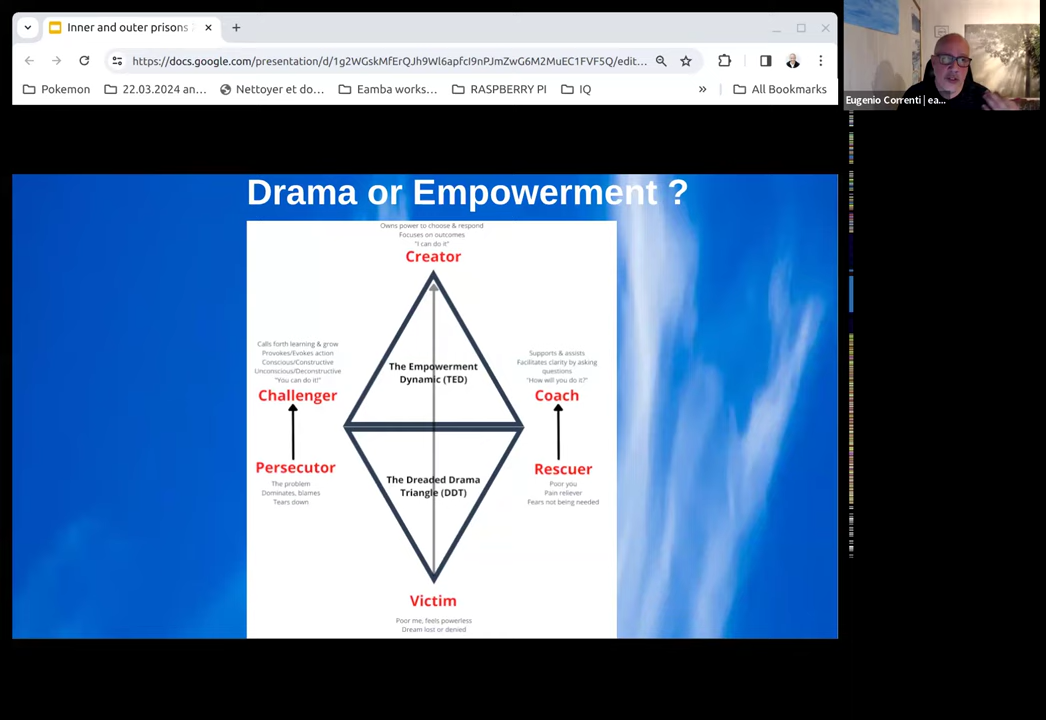 Inner and outer prisons
https://docs.google.com/presentation/d/1g2WGskMfErQJh9Wl6apfcI9nPJmZwG6M2MuEC1FVF5Q/edit...
Pokemon
22.03.2024 an...
Nettoyer et do...
Eamba works...
RASPBERRY PI
IQ
»
All Bookmarks
Eugenio Correnti | ea...
Drama or Empowerment ?
Owns power to choose & respond
Focuses on outcomes
"I can do it"
Creator
Calls forth learning & grow
Provokes/Evokes action
Conscious/Constructive
Unconscious/Deconstructive
"You can do it!"
Challenger
The Empowerment
Dynamic (TED)
Supports & assists
Facilitates clarity by asking
questions
"How will you do it?"
Coach
Persecutor
The problem
Dominates, blames
Tears down
The Dreaded Drama
Triangle (DDT)
Rescuer
Poor you
Pain reliever
Fears not being needed
Victim
Poor me, feels powerless
Dream lost or denied